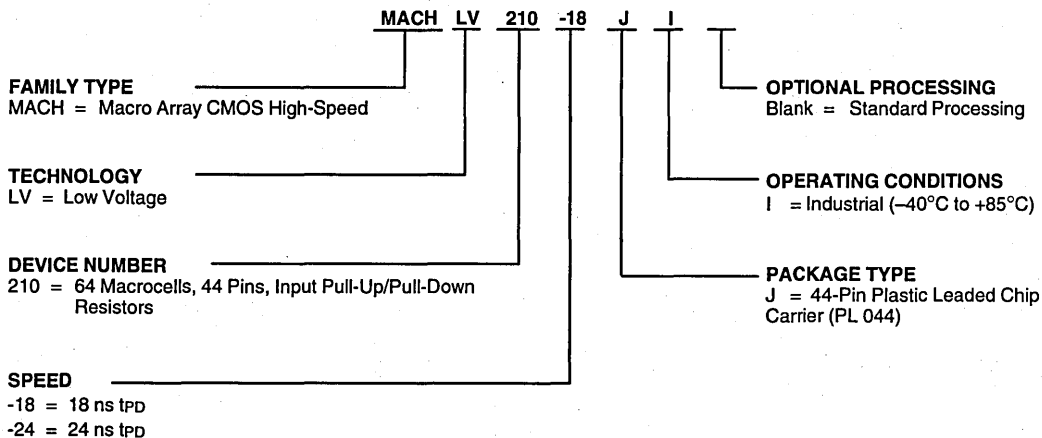 MACH LV 210 -18 J I
FAMILY TYPE
MACH = Macro Array CMOS High-Speed
TECHNOLOGY
LV = Low Voltage
DEVICE NUMBER
210 = 64 Macrocells, 44 Pins, Input Pull-Up/Pull-Down
Resistors
SPEED
-18 = 18 ns tPD
-24 = 24 ns tPD
OPTIONAL PROCESSING
Blank = Standard Processing
OPERATING CONDITIONS
I = Industrial (–40°C to +85°C)
PACKAGE TYPE
J = 44-Pin Plastic Leaded Chip
Carrier (PL 044)